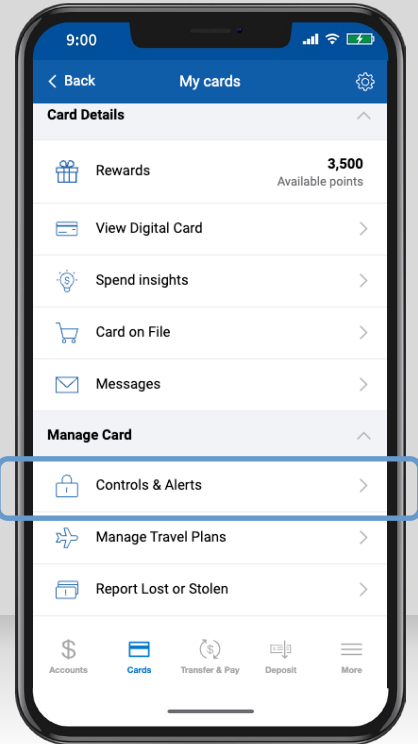 9:00
Back
My cards
Card Details
Rewards
3,500
Available points
View Digital Card
Spend insights
Card on File
Messages
Manage Card
Controls & Alerts
Manage Travel Plans
Report Lost or Stolen
Accounts
Cards
Transfer & Pay
Deposit
More